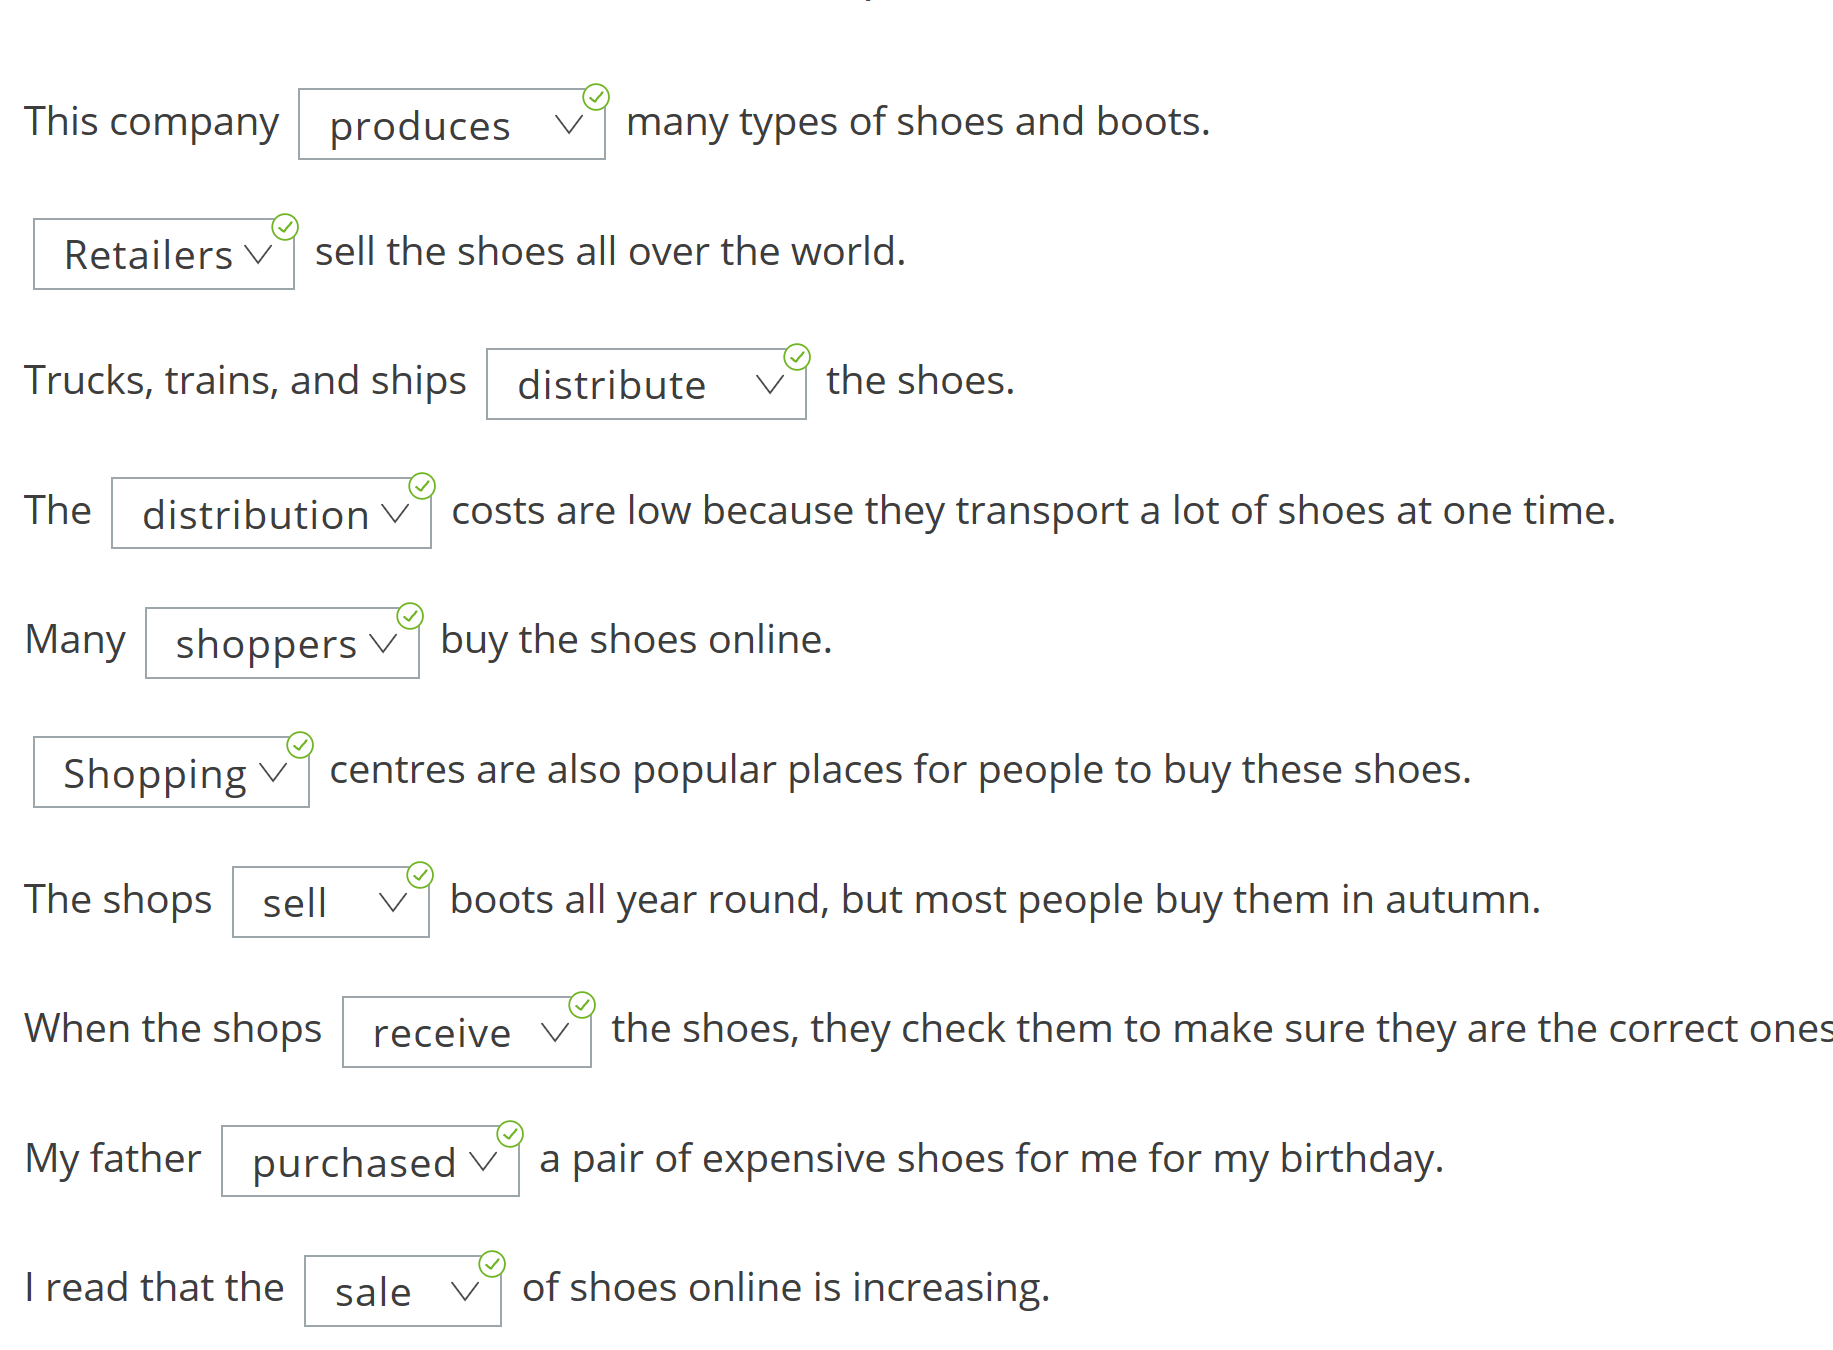 This company produces many types of shoes and boots.
Retailers sell the shoes all over the world.
Trucks, trains, and ships distribute the shoes.
The distribution costs are low because they transport a lot of shoes at one time.
Many shoppers buy the shoes online.
Shopping centres are also popular places for people to buy these shoes.
The shops sell boots all year round, but most people buy them in autumn.
When the shops receive the shoes, they check them to make sure they are the correct ones
My father purchased a pair of expensive shoes for me for my birthday.
I read that the sale of shoes online is increasing.